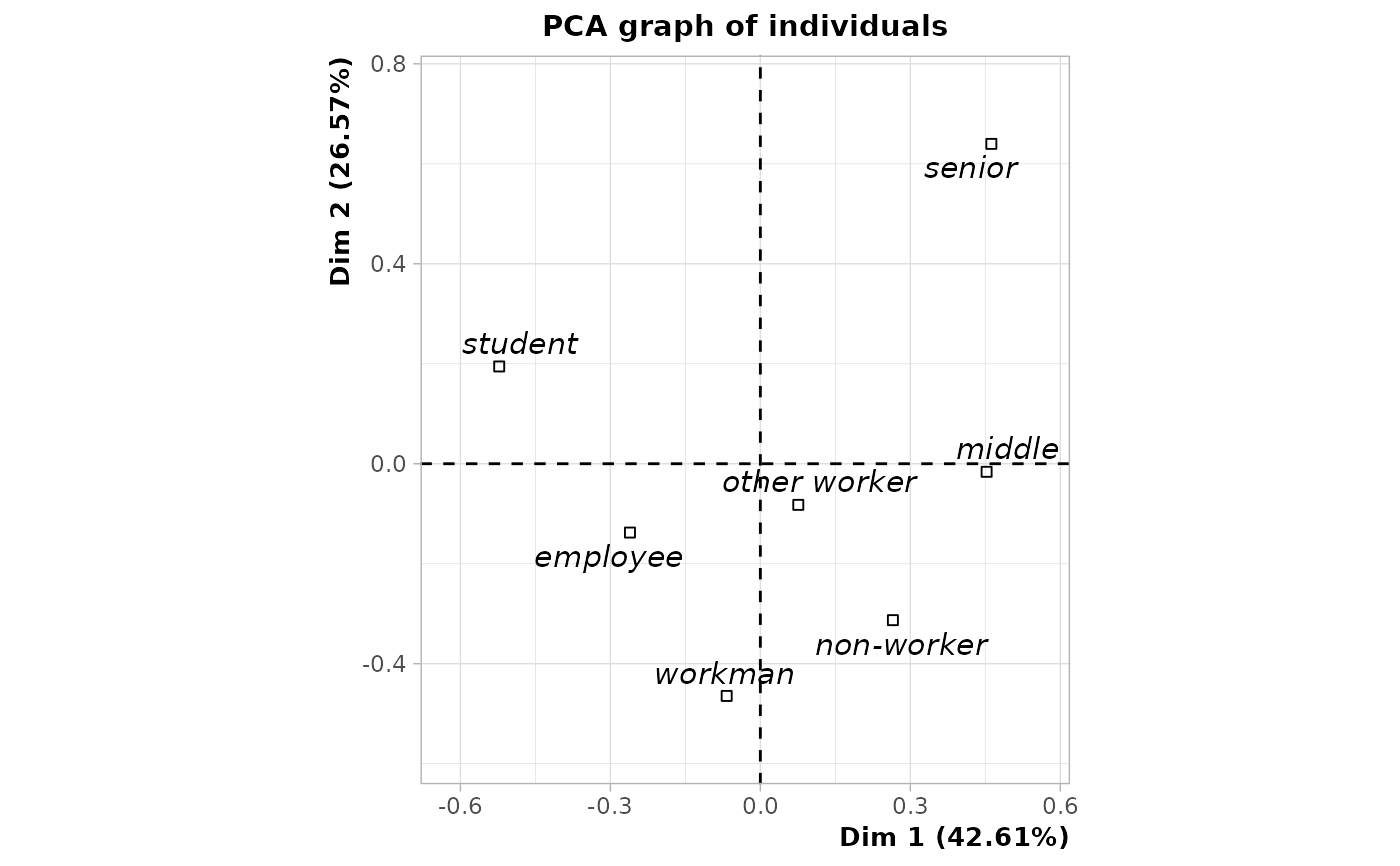 PCA graph of individuals
Dim 2 (26.57%)
0.8
0.4
0.0
-0.4
senior
student
middle
other worker
employee
non-worker
workman
-0.6
-0.3
0.0
0.3
0.6
Dim 1 (42.61%)